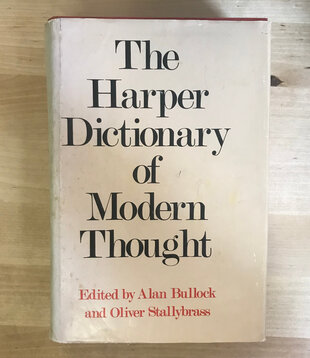 The
Harper
Dictionary
of
Modern
Thought
Edited by Alan Bullock
and Oliver Stallybrass